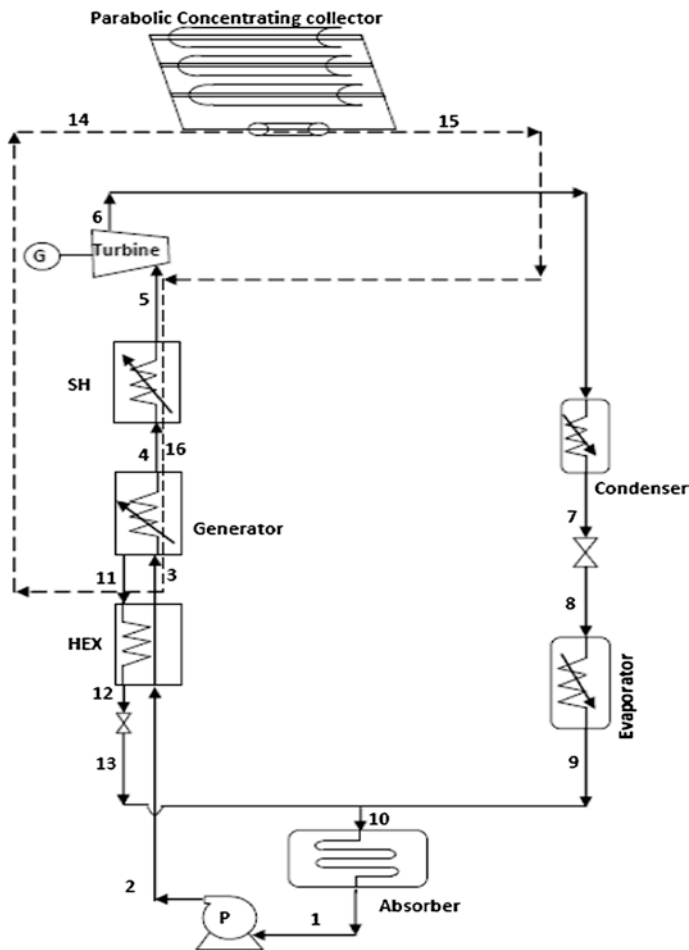 Parabolic Concentrating collector
14
15
6
Turbine
G
5
SH
4
16
Condenser
Generator
7
11
3
8
HEX
12
Evaporator
13
9
10
2
P
1
Absorber